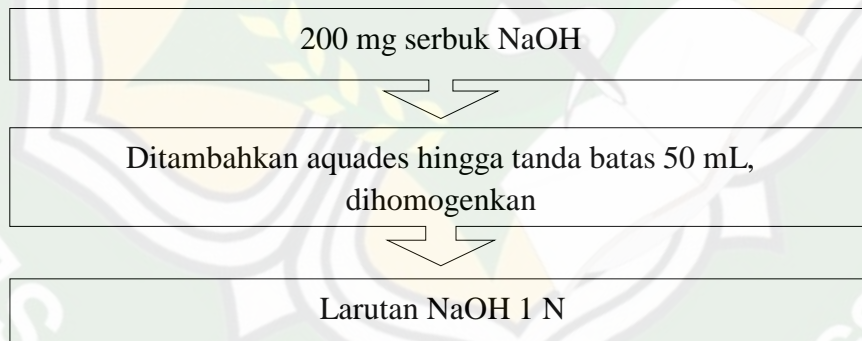 200 mg serbuk NaOH
Ditambahkan aquades hingga tanda batas 50 mL,
dihomogenkan
Larutan NaOH 1 N